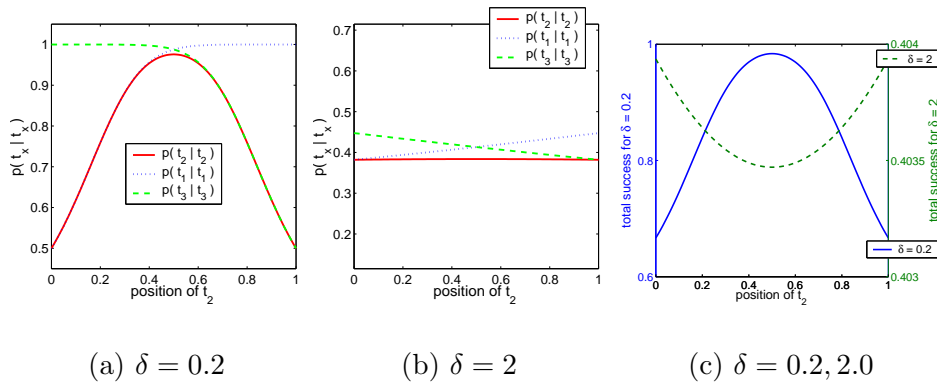 p( t_x | t_x )
1
0.9
0.8
0.7
0.6
0.5
p( t_2 | t_2 )
p( t_1 | t_1 )
p( t_3 | t_3 )
0 0.2 0.4 0.6 0.8 1
position of t_2
(a) δ = 0.2
p( t_x | t_x )
0.7
0.6
0.5
0.4
0.3
0.2
p( t_2 | t_2 )
p( t_1 | t_1 )
p( t_3 | t_3 )
0 0.2 0.4 0.6 0.8 1
position of t_2
(b) δ = 2
total success for δ = 0.2
1
0.8
0.6
δ = 2
δ = 0.2
0.404
0.4035
0.403
total success for δ = 2
0 0.2 0.4 0.6 0.8 1
position of t_2
(c) δ = 0.2, 2.0